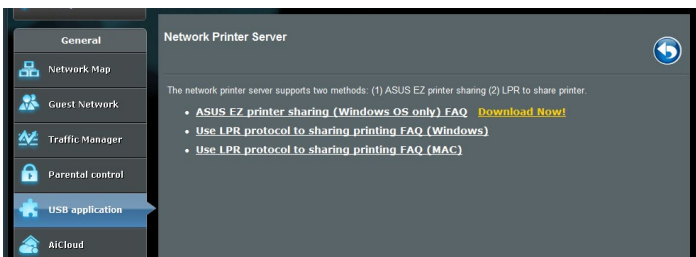 General
Network Map
Guest Network
Traffic Manager
Parental control
USB application
AiCloud
Network Printer Server
The network printer server supports two methods: (1) ASUS EZ printer sharing (2) LPR to share printer.
ASUS EZ printer sharing (Windows OS only) FAQ Download Now!
Use LPR protocol to sharing printing FAQ (Windows)
Use LPR protocol to sharing printing FAQ (MAC)